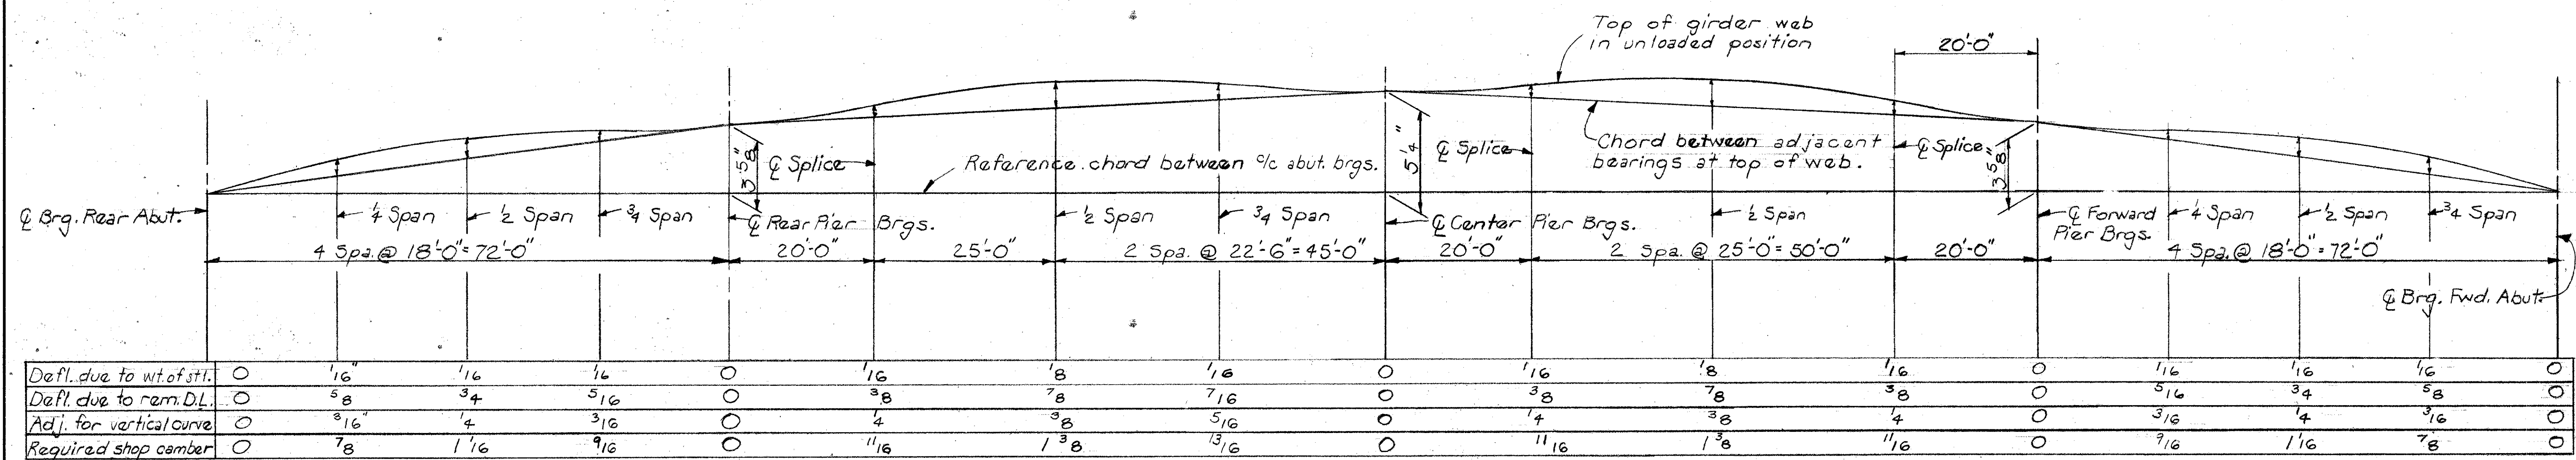 Top of girder web
in unloaded position
20'-0"
3 5/8"
℄ Splice
Reference chord between c/c abut. brgs.
5 1/4"
℄ Splice
Chord between adjacent
bearings at top of web.
℄ Splice
3 5/8"
℄ Brg. Rear Abut.
1/4 Span
1/2 Span
3/4 Span
℄ Rear Pier Brgs.
1/2 Span
3/4 Span
℄ Center Pier Brgs.
1/2 Span
℄ Forward
Pier Brgs.
1/4 Span
1/2 Span
3/4 Span
4 Spa. @ 18'-0" = 72'-0"
20'-0"
25'-0"
2 Spa. @ 22'-6" = 45'-0"
20'-0"
2 Spa. @ 25'-0" = 50'-0"
20'-0"
4 Spa. @ 18'-0" = 72'-0"
℄ Brg. Fwd. Abut.
Defl. due to wt. of stl. 0 1/16" 1/16 1/16 0 1/16 1/8 1/16 0 1/16 1/8 1/16 0 1/16 1/16 1/16 0
Defl. due to rem. D.L. 0 5/8 3/4 5/16 0 3/8 7/8 7/16 0 3/8 7/8 3/8 0 5/16 3/4 5/8 0
Adj. for vertical curve 0 3/16" 1/4 3/16 0 1/4 3/8 5/16 0 1/4 3/8 1/4 0 3/16 1/4 3/16 0
Required shop camber 0 7/8 1 1/16 9/16 0 11/16 1 3/8 13/16 0 11/16 1 3/8 11/16 0 9/16 1 1/16 7/8 0